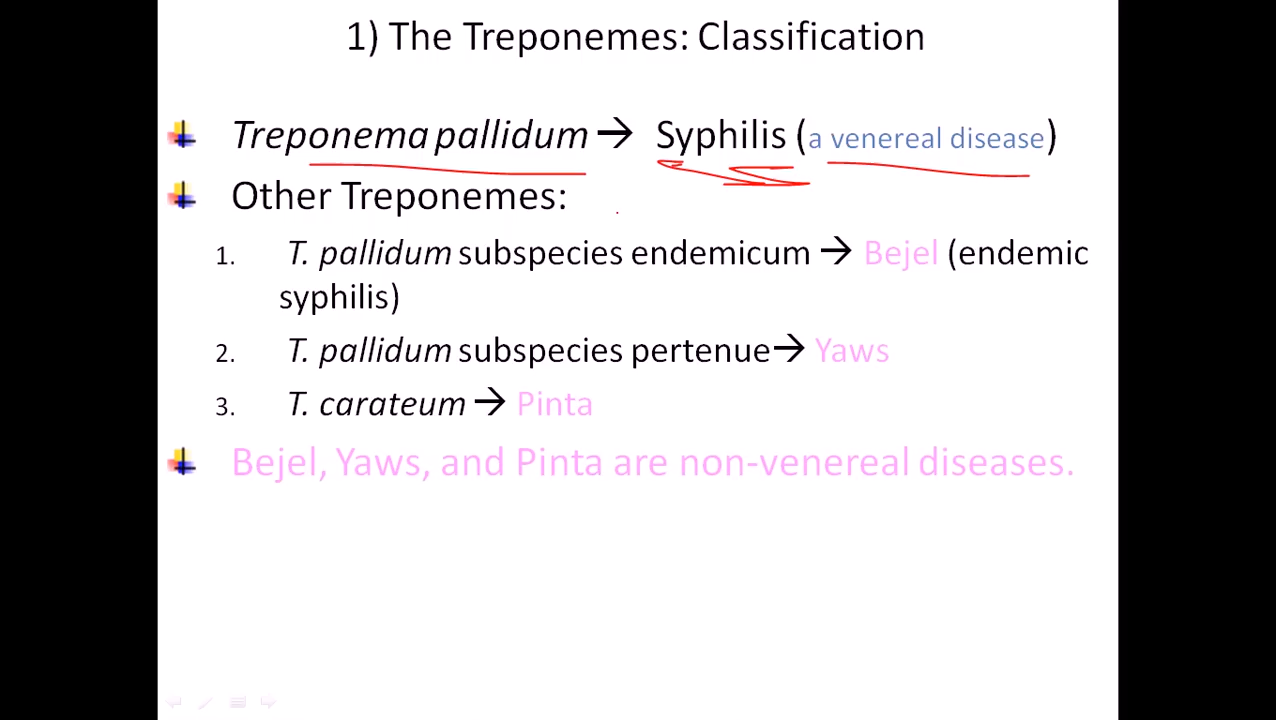 1) The Treponemes: Classification
Treponema pallidum → Syphilis (a venereal disease)
Other Treponemes:
1. T. pallidum subspecies endemicum → Bejel (endemic
syphilis)
2. T. pallidum subspecies pertenue→ Yaws
3. T. carateum → Pinta
Bejel, Yaws, and Pinta are non-venereal diseases.